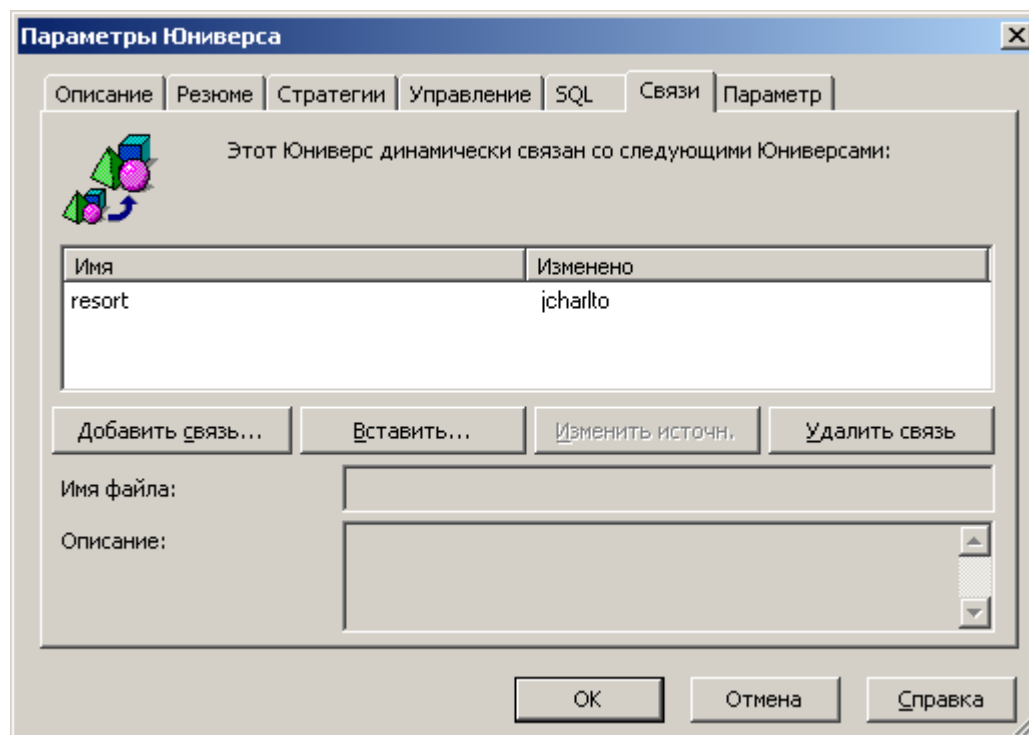 Параметры Юниверса
Описание Резюме Стратегии Управление SQL Связи Параметр
Этот Юниверс динамически связан со следующими Юниверсами:
Имя Изменено
resort jcharlto
Добавить связь... Вставить... Изменить источн. Удалить связь
Имя файла:
Описание:
OK Отмена Справка